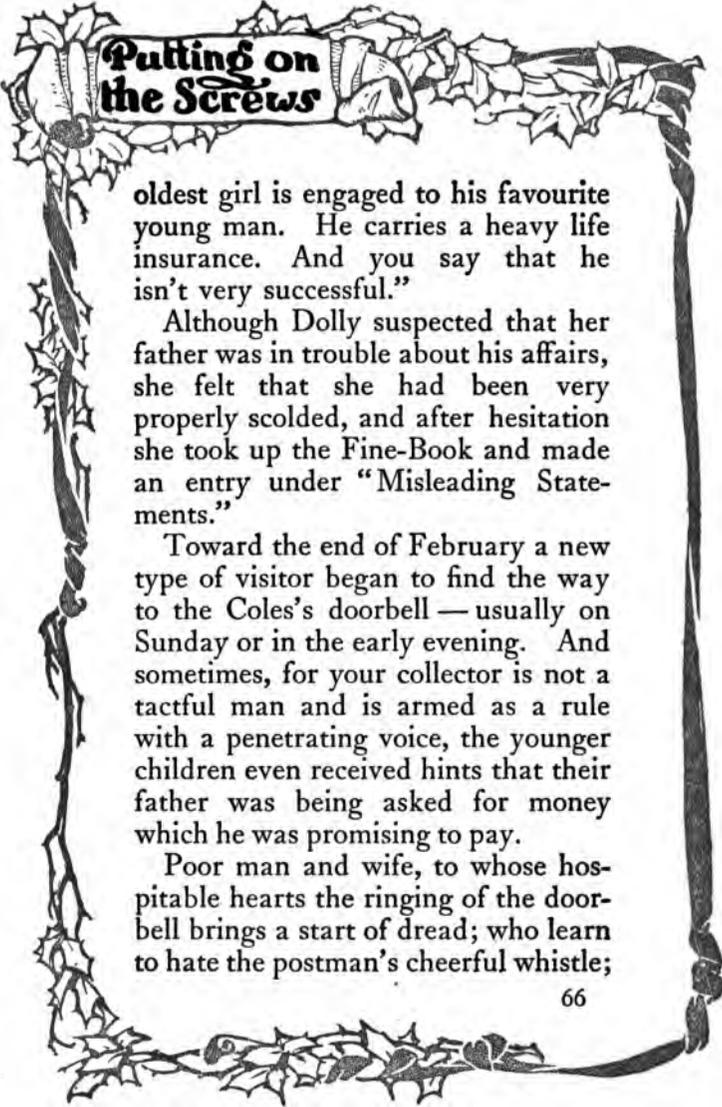 Putting on
the Screws
oldest girl is engaged to his favourite
young man. He carries a heavy life
insurance. And you say that he
isn't very successful."
Although Dolly suspected that her
father was in trouble about his affairs,
she felt that she had been very
properly scolded, and after hesitation
she took up the Fine-Book and made
an entry under "Misleading State-
ments."
Toward the end of February a new
type of visitor began to find the way
to the Coles's doorbell — usually on
Sunday or in the early evening. And
sometimes, for your collector is not a
tactful man and is armed as a rule
with a penetrating voice, the younger
children even received hints that their
father was being asked for money
which he was promising to pay.
Poor man and wife, to whose hos-
pitable hearts the ringing of the door-
bell brings a start of dread; who learn
to hate the postman's cheerful whistle;
66